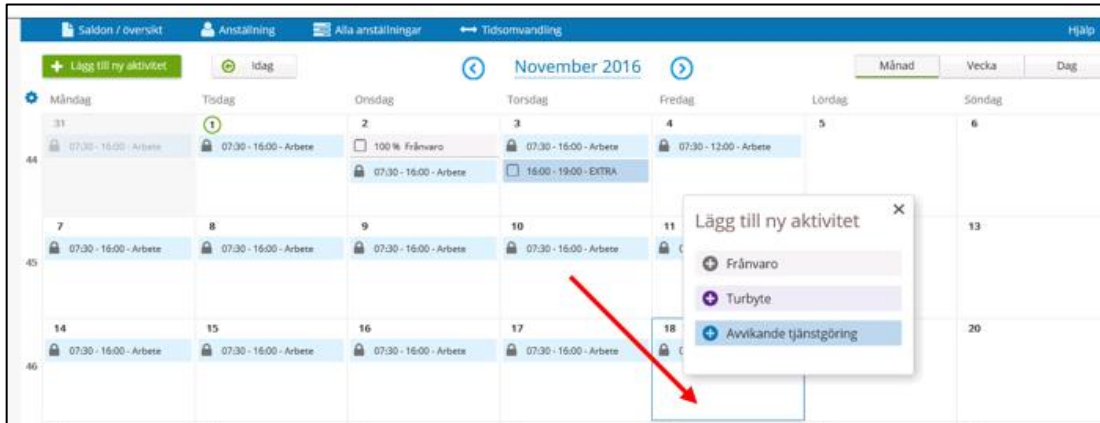 Saldon / översikt Anställning Alla anställningar Tidsomvandling Hjälp
Lägg till ny aktivitet Idag November 2016 Månad Vecka Dag
Måndag Tisdag Onsdag Torsdag Fredag Lördag Söndag
31 1 2 3 4 5 6
07:30 - 16:00 - Arbete 07:30 - 16:00 - Arbete 100 % Frånvaro 07:30 - 16:00 - Arbete 07:30 - 12:00 - Arbete
44
07:30 - 16:00 - Arbete 16:00 - 19:00 - EXTRA
Lägg till ny aktivitet
7 8 9 10 11 13
07:30 - 16:00 - Arbete 07:30 - 16:00 - Arbete 07:30 - 16:00 - Arbete 07:30 - 16:00 - Arbete
45
Frånvaro
Turbyte
14 15 16 17 18 20
Avvikande tjänstgöring
07:30 - 16:00 - Arbete 07:30 - 16:00 - Arbete 07:30 - 16:00 - Arbete 07:30 - 16:00 - Arbete
46